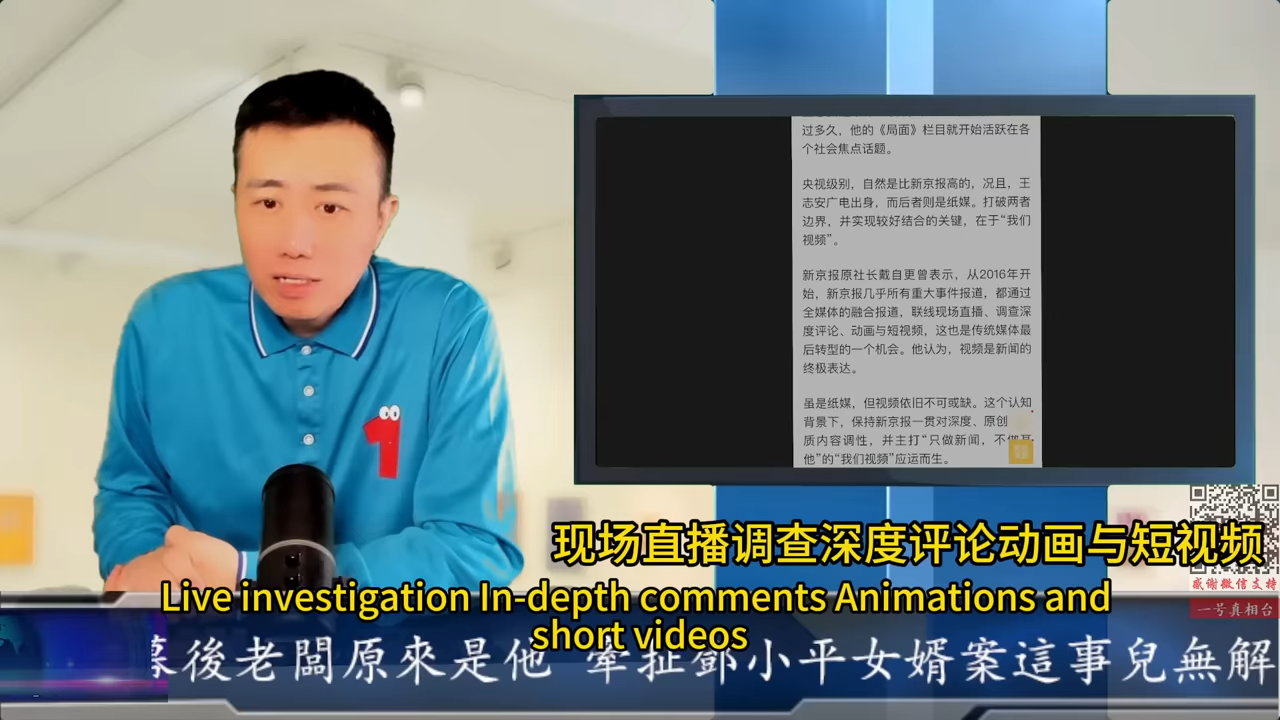 过多久，他的《局面》栏目就开始活跃在各
个社会焦点话题。
央视级别，自然是比新京报高的，况且，王
志安广电出身，而后者则是纸媒。打破两者
边界，并实现较好结合的关键，在于“我们
视频”。
新京报原社长戴自更曾表示，从2016年开
始，新京报几乎所有重大事件报道，都通过
全媒体的融合报道，联线现场直播、调查深
度评论、动画与短视频，这也是传统媒体最
后转型的一个机会。他认为，视频是新闻的
终极表达。
虽是纸媒，但视频依旧不可或缺。这个认知
背景下，保持新京报一贯对深度、原创
质内容调性，并主打“只做新闻，不做其
他”的“我们视频”应运而生。
1
现场直播调查深度评论动画与短视频
Live investigation In-depth comments Animations and
short videos
感谢微信支持
一号真相台
幕後老闆原來是他 牽扯鄧小平女婿案這事兒無解